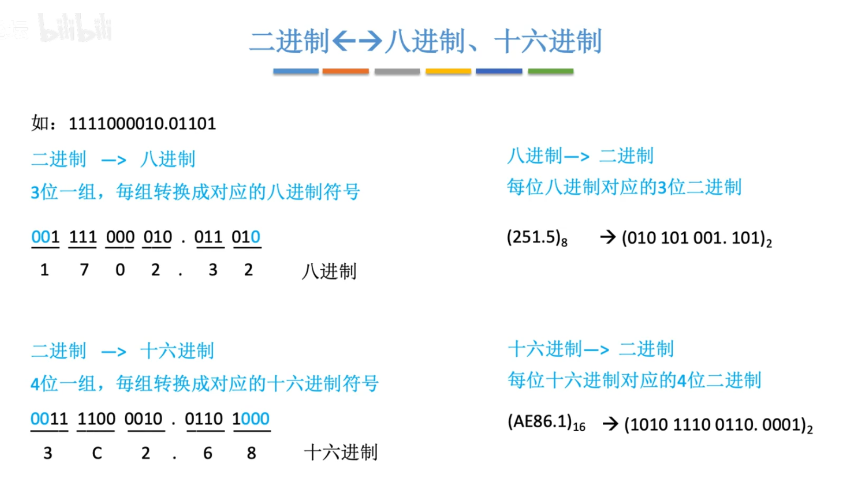 bilibili
二进制←→八进制、十六进制
如：1111000010.01101
二进制 —> 八进制
3位一组，每组转换成对应的八进制符号
001 111 000 010 . 011 010
1 7 0 2 . 3 2 八进制
八进制—> 二进制
每位八进制对应的3位二进制
(251.5)8 → (010 101 001. 101)2
二进制 —> 十六进制
4位一组，每组转换成对应的十六进制符号
0011 1100 0010 . 0110 1000
3 C 2 . 6 8 十六进制
十六进制—> 二进制
每位十六进制对应的4位二进制
(AE86.1)16 → (1010 1110 0110. 0001)2